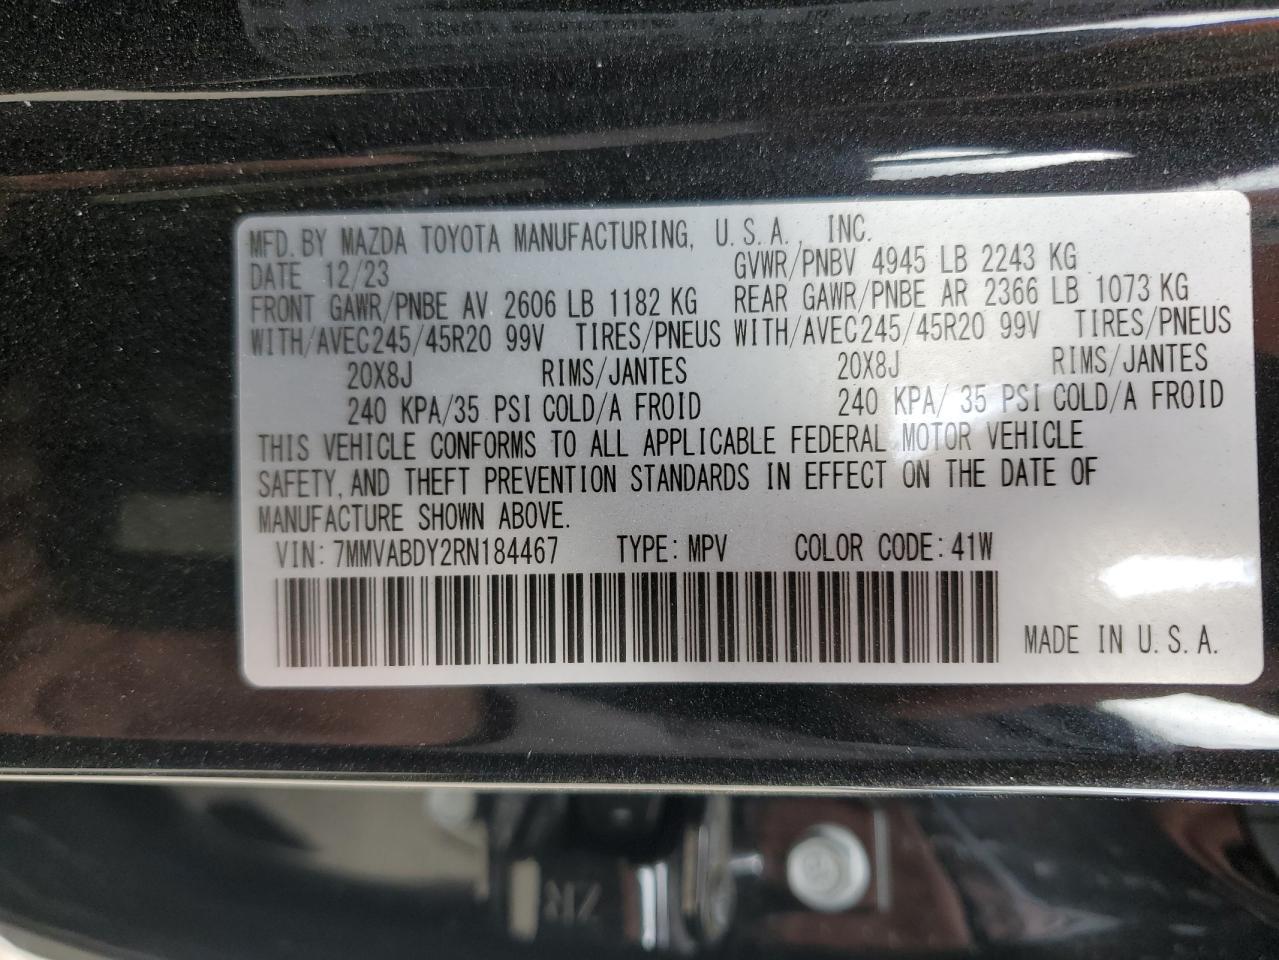 MFD. BY MAZDA TOYOTA MANUFACTURING, U.S.A., INC.
DATE 12/23 GVWR/PNBV 4945 LB 2243 KG
FRONT GAWR/PNBE AV 2606 LB 1182 KG REAR GAWR/PNBE AR 2366 LB 1073 KG
WITH/AVEC245/45R20 99V TIRES/PNEUS WITH/AVEC245/45R20 99V TIRES/PNEUS
20X8J RIMS/JANTES 20X8J RIMS/JANTES
240 KPA/35 PSI COLD/A FROID 240 KPA/ 35 PSI COLD/A FROID
THIS VEHICLE CONFORMS TO ALL APPLICABLE FEDERAL MOTOR VEHICLE
SAFETY, AND THEFT PREVENTION STANDARDS IN EFFECT ON THE DATE OF
MANUFACTURE SHOWN ABOVE.
VIN: 7MMVABDY2RN184467 TYPE: MPV COLOR CODE: 41W
MADE IN U.S.A.